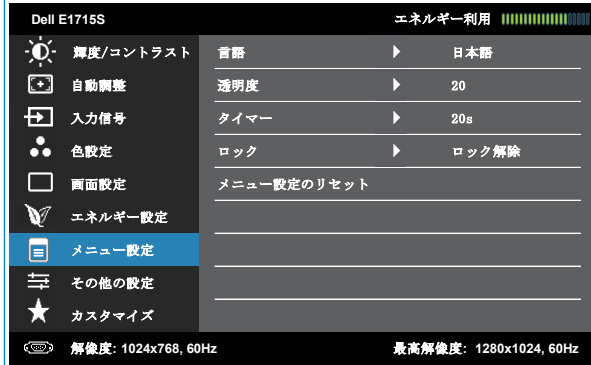 Dell E1715S エネルギー利用
輝度/コントラスト 言語 日本語
自動調整 透明度 20
入力信号 タイマー 20s
色設定 ロック ロック解除
画面設定 メニュー設定のリセット
エネルギー設定
メニュー設定
その他の設定
カスタマイズ
解像度: 1024x768, 60Hz 最高解像度: 1280x1024, 60Hz